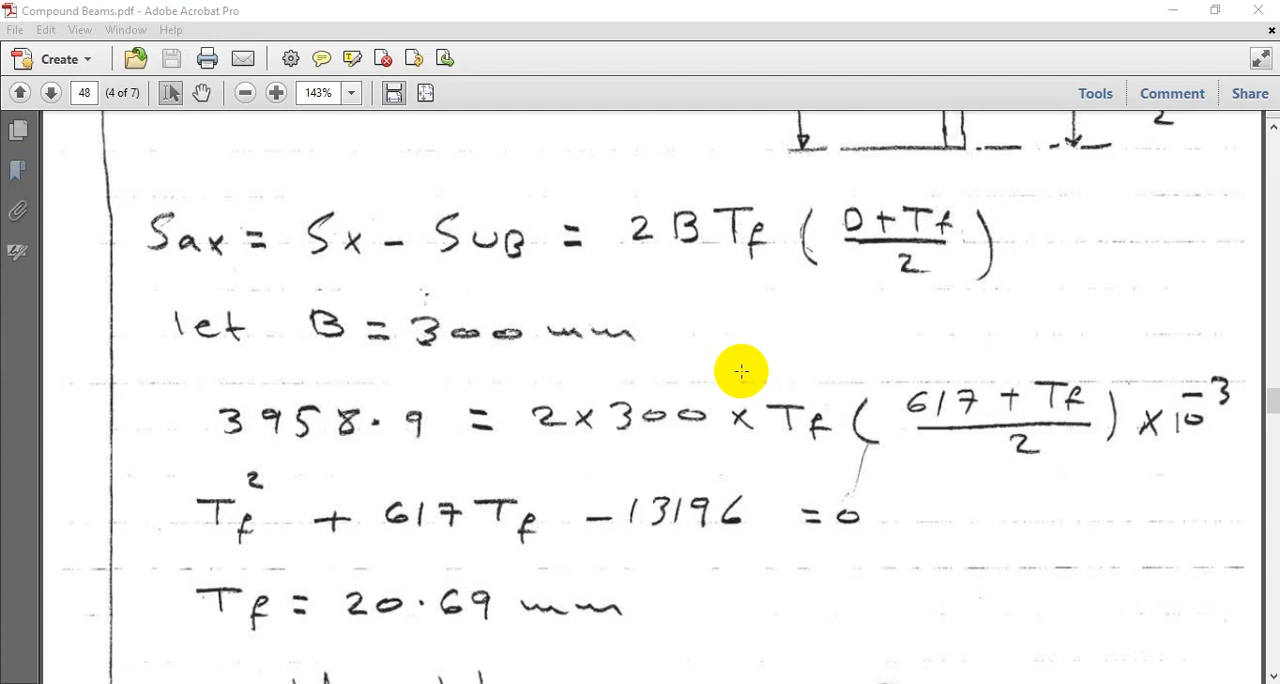 Compound Beams.pdf - Adobe Acrobat Pro
File Edit View Window Help
Create
48 (4 of 7) 143% Tools Comment Share
2
Sax = Sx - SUB = 2 B Tf ( D + Tf / 2 )
let B = 300 mm
3958.9 = 2 x 300 x Tf ( 617 + Tf / 2 ) x 10⁻³
Tf² + 617 Tf - 13196 = 0
Tf = 20.69 mm